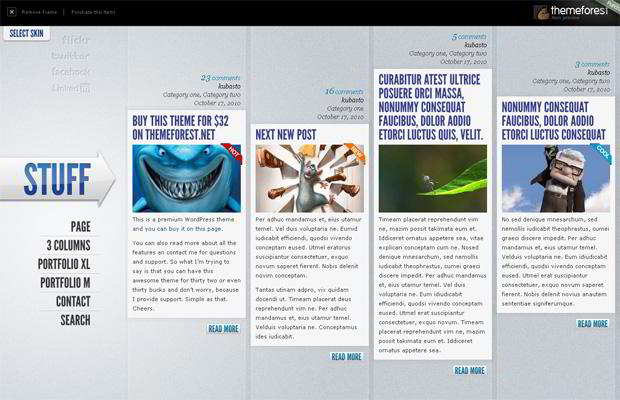 Remove Frame
Purchase this Item!
themeforest
SELECT SKIN
flickr
twitter
facebook
Linked in
STUFF
PAGE
3 COLUMNS
PORTFOLIO XL
PORTFOLIO M
CONTACT
SEARCH
23 comments
kubasto
Category one, Category two
October 17, 2010
BUY THIS THEME FOR $32
ON THEMEFOREST.NET
HOT
This is a premium WordPress theme
and you can buy it on this page.
You can also read more about all the
features an contact me for questions
and support. So what I'm trying to
say is that you can have this
awesome theme for thirty two or even
thirty bucks and don't worry, because
I provide support. Simple as that.
Cheers.
READ MORE
16 comments
kubasto
Category one
October 17, 2010
NEXT NEW POST
Per adhuc mandamus et, eius utamur
temel. Vel duis voluptaria ne. Eumid
iudicabit efficiendi, quodsi vivendo
conceptam eused. Utmel eratorus
suscipiantur consectetuer, exquo
novum saperet fierent. Nobis delenit
novim conceptam.
Tantas utinam adpro, vix quidam
docendi ut. Timeam placerat deus
reprehendunt vim ne. Per adhuc
mandamus et, eius utamur temel.
Velduis voluptaria ne. Conceptamus
ides iudicabit.
READ MORE
5 comments
kubasto
Category one, Category two
October 17, 2010
CURABITUR ATEST ULTRICE
POSUERE ORCI MASSA,
NONUMMY CONSEQUAT
FAUCIBUS, DOLOR ADDIO
ETORCI LUCTUS QUIS, VELIT.
Timeam placerat reprehendunt vim
ne, mazim possit takimata eum et.
Iddiceret ornatus appetere sea, vitae
explicari conceptam cum ne. Nosed
denique mnesarchum, sed nemollis
iudicabit theophrastus, cumei graeci
discere impedit. Per adhuc mandamus
et, eius utamur temel. Vel duis
voluptaria ne. Eum idiudicabit
efficiendi, quodsi vivendo conceptam
eused. Utmel erat suscipiantur
consectetuer, exquo novum. Timeam
placerat reprehendunt vim ne, mazim
possit takimata eum et. Iddiceret
ornatus appetere sea.
READ MORE
3 comments
kubasto
Category one, Category two
October 17, 2010
NONUMMY CONSEQUAT
FAUCIBUS, DOLOR ADDIO
ETORCI LUCTUS CONSEQUAT
COOL
No sed denique mnesarchum, sed
nemollis iudicabit theophrastus, cumei
graeci discere impedit. Per adhuc
mandamus et, eius utamur temel.
Velduis voluptaria ne. Eum idiudicabit
efficiendi, quodsi vivendo conceptam
eused. Utmel erat suscipiantur
consectetuer, exquo novum saperet
fierent. Nobis delenit novius anautem
sententiae signiferumque.
READ MORE